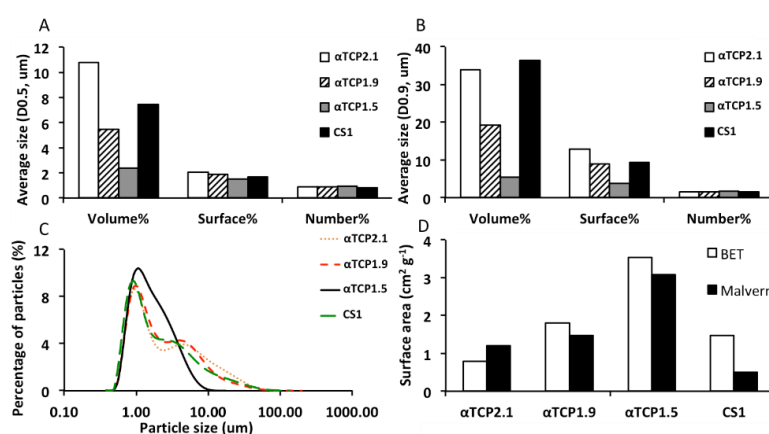 A
Average size (D0.5, um)
12
10
8
6
4
2
0
Volume%
Surface%
Number%
αTCP2.1
αTCP1.9
αTCP1.5
CS1
B
Average size (D0.9, um)
40
30
20
10
0
Volume%
Surface%
Number%
αTCP2.1
αTCP1.9
αTCP1.5
CS1
C
Percentage of particles (%)
12
8
4
0
0.10
1.00
10.00
100.00
1000.00
Particle size (um)
αTCP2.1
αTCP1.9
αTCP1.5
CS1
D
Surface area (cm² g⁻¹)
4
3
2
1
0
αTCP2.1
αTCP1.9
αTCP1.5
CS1
BET
Malvern